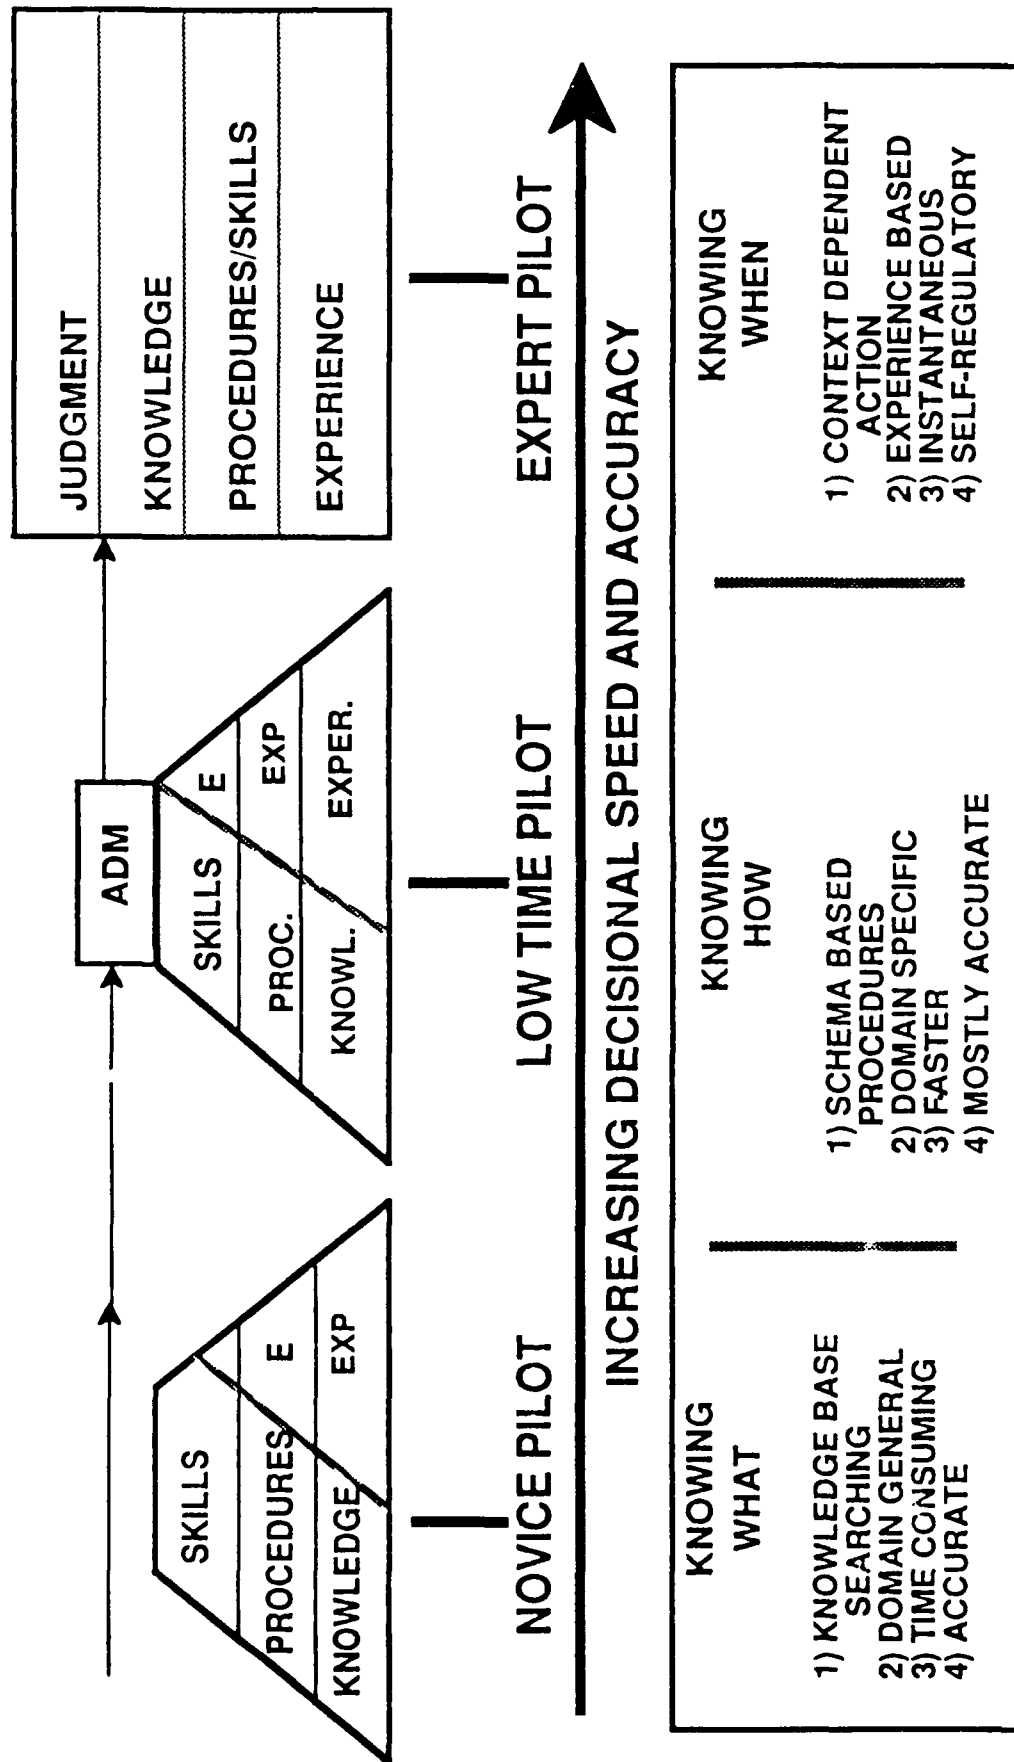 SKILLS
PROCEDURES
E
KNOWLEDGE
EXP
ADM
SKILLS
E
PROC.
EXP
KNOWL.
EXPER.
JUDGMENT
KNOWLEDGE
PROCEDURES/SKILLS
EXPERIENCE
NOVICE PILOT
LOW TIME PILOT
EXPERT PILOT
INCREASING DECISIONAL SPEED AND ACCURACY
KNOWING
WHAT
1) KNOWLEDGE BASE
SEARCHING
2) DOMAIN GENERAL
3) TIME CONSUMING
4) ACCURATE
KNOWING
HOW
1) SCHEMA BASED
PROCEDURES
2) DOMAIN SPECIFIC
3) FASTER
4) MOSTLY ACCURATE
KNOWING
WHEN
1) CONTEXT DEPENDENT
ACTION
2) EXPERIENCE BASED
3) INSTANTANEOUS
4) SELF-REGULATORY